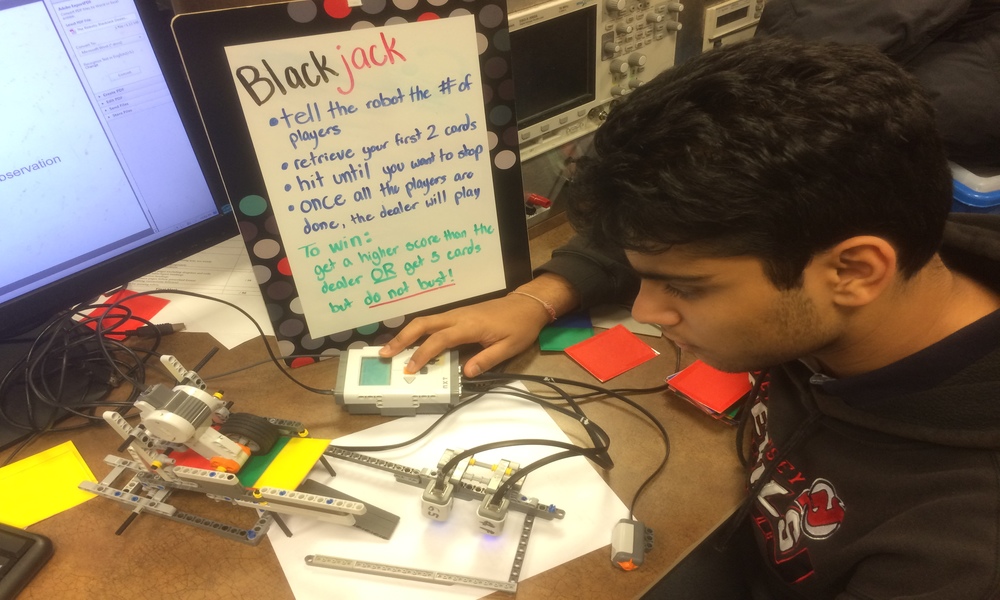 Blackjack
•tell the robot the # of
players
•retrieve your first 2 cards
•hit until you want to stop
•once all the players are
done, the dealer will play
To win:
get a higher score than the
dealer OR get 5 cards
but do not bust!
NXT